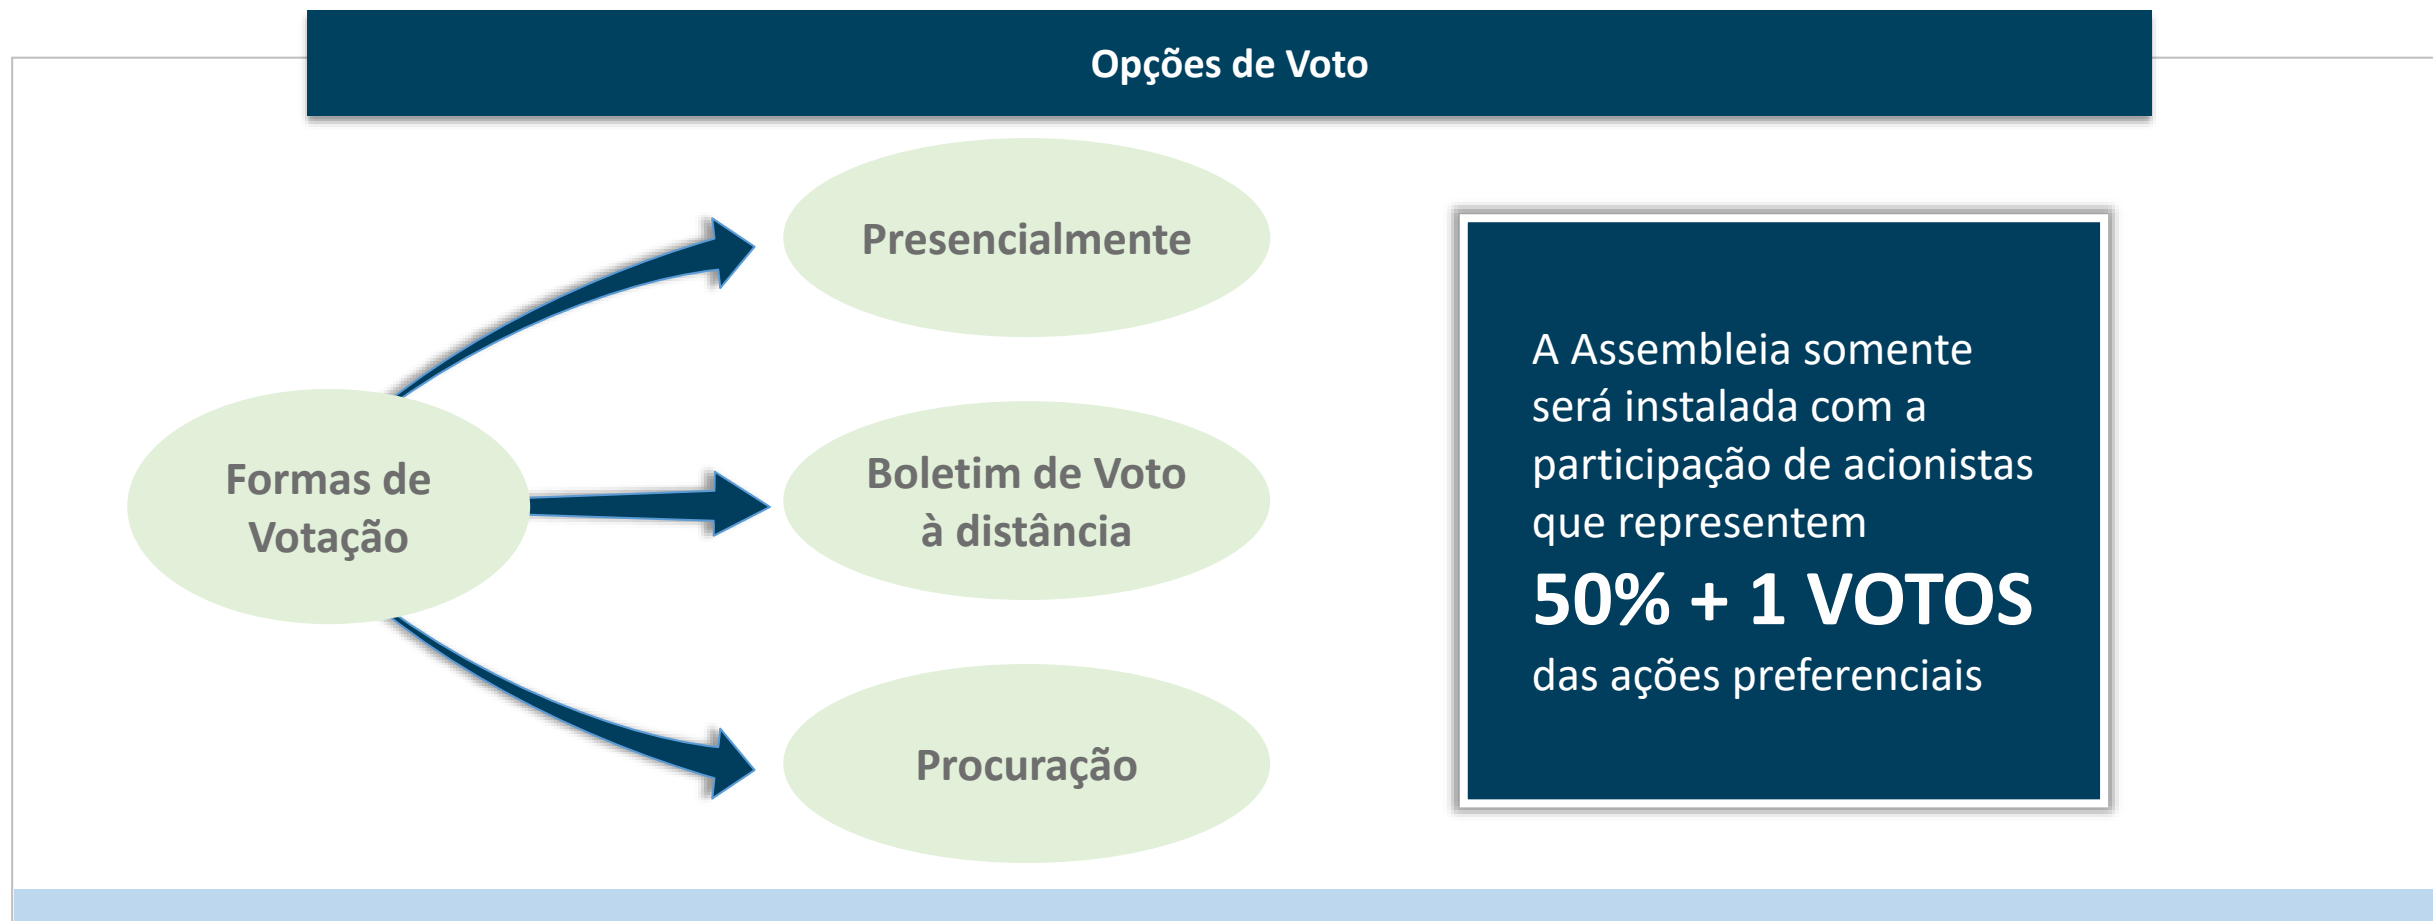 Opções de Voto
Formas de
Votação
Presencialmente
Boletim de Voto
à distância
Procuração
A Assembleia somente
será instalada com a
participação de acionistas
que representem
50% + 1 VOTOS
das ações preferenciais